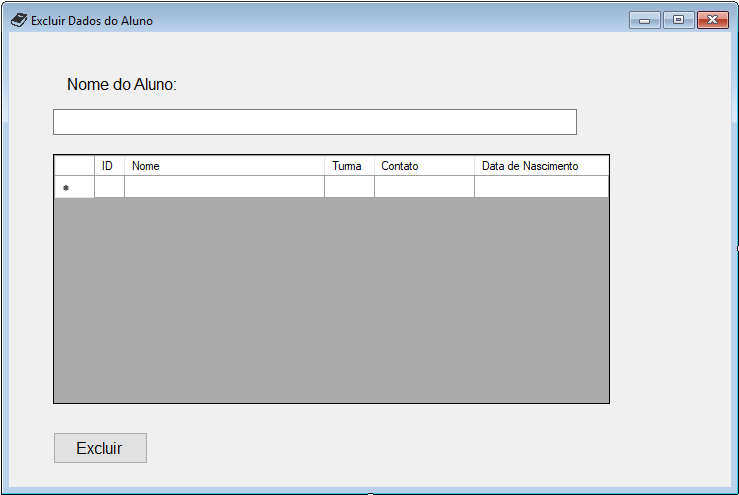 Excluir Dados do Aluno
Nome do Aluno:
ID Nome Turma Contato Data de Nascimento
Excluir